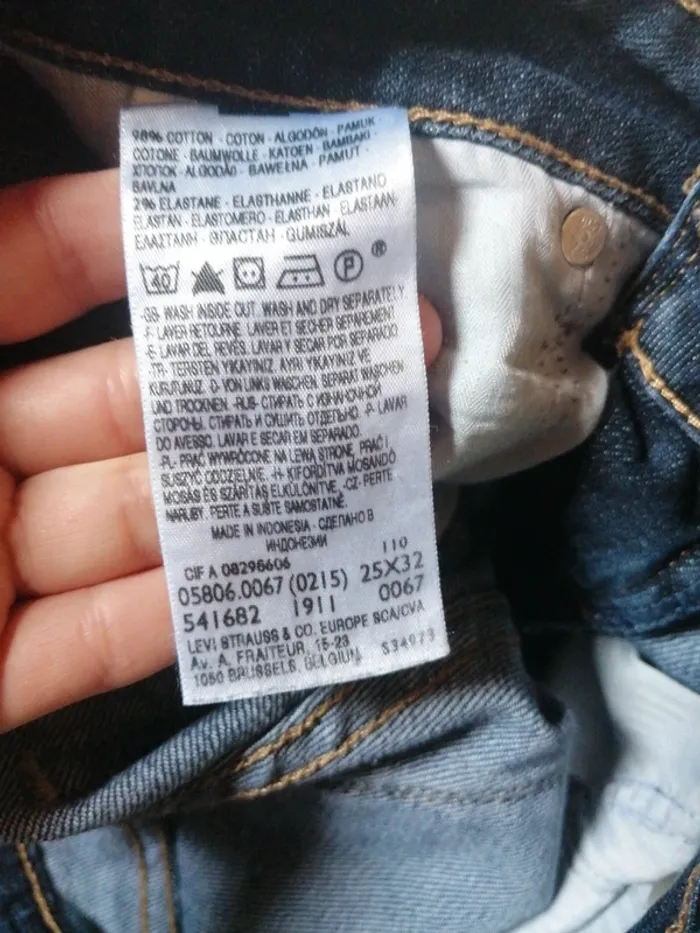 98% COTTON - COTON - ALGODÓN - PAMUK -
COTONE - BAUMWOLLE - KATOEN - BAMBAKI -
ХЛОПОК - ALGODÃO - BAWEŁNA - PAMUT -
BAVLNA
2% ELASTANE - ELASTHANNE - ELASTANO
ELASTAN - ELASTOMERO - ELASTHAN ELASTAAN
ΕΛΑΣΤΑΝΗ - ЭЛАСТАН - GUMISZÁL
40 P ®
-GB- WASH INSIDE OUT. WASH AND DRY SEPARATELY
-F- LAVER RETOURNE. LAVER ET SECHER SEPAREMENT
-E- LAVAR DEL REVÉS. LAVAR Y SECAR POR SEPARADO.
-TR- TERSTEN YIKAYINIZ. AYRI YIKAYINIZ VE
KURUTUNUZ. -D- VON LINKS WASCHEN. SEPARAT WASCHEN
UND TROCKNEN. -RUS- СТИРАТЬ С ИЗНАНОЧНОЙ
СТОРОНЫ. СТИРАТЬ И СУШИТЬ ОТДЕЛЬНО. -P- LAVAR
DO AVESSO. LAVAR E SECAR EM SEPARADO.
-PL- PRAĆ WYWRÓCONE NA LEWĄ STRONĘ, PRAĆ I
SUSZYĆ ODDZIELNIE. -H- KIFORDÍTVA MOSANDÓ
MOSÁS ÉS SZÁRÍTÁS ELKÜLÖNÍTVE. -CZ- PERTE
NARUBY. PERTE A SUŠTE SAMOSTATNĚ.
MADE IN INDONESIA - СДЕЛАНО В
ИНДОНЕЗИИ
110
CIF A 08295606
05806.0067 (0215) 25X32
541682 1911 0067
LEVI STRAUSS & CO. EUROPE SCA/CVA
AV. A. FRAITEUR, 15-23
1050 BRUSSELS, BELGIUM S34973